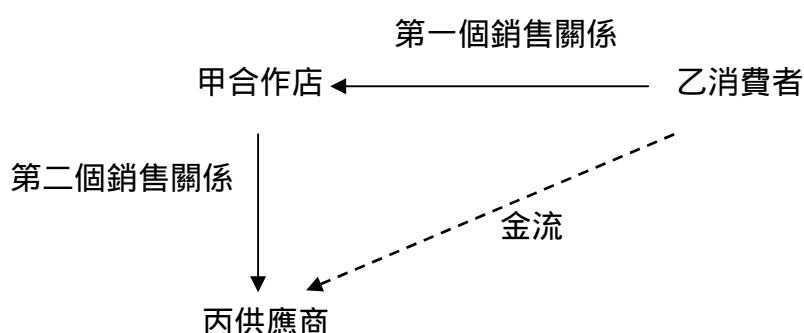 第一個銷售關係
甲合作店
乙消費者
第二個銷售關係
金流
丙供應商